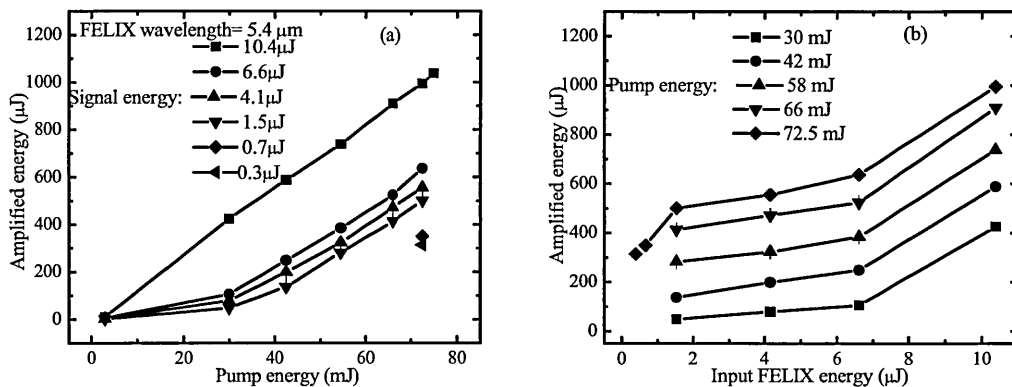 FELIX wavelength= 5.4 μm
(a)
10.4μJ
6.6μJ
Signal energy:
4.1μJ
1.5μJ
0.7μJ
0.3μJ
1200
1000
800
600
400
200
0
Amplified energy (μJ)
0
20
40
60
80
Pump energy (mJ)
(b)
30 mJ
42 mJ
Pump energy:
58 mJ
66 mJ
72.5 mJ
1200
1000
800
600
400
200
0
Amplified energy (μJ)
0
2
4
6
8
10
Input FELIX energy (μJ)